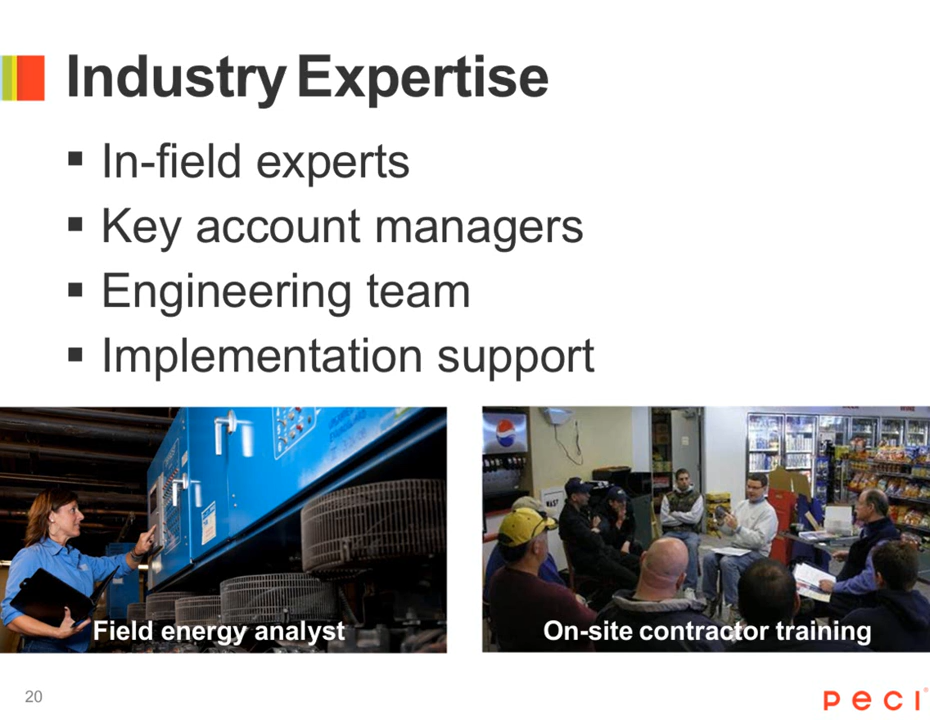 Industry Expertise
▪ In-field experts
▪ Key account managers
▪ Engineering team
▪ Implementation support
Field energy analyst
On-site contractor training
20
peci®